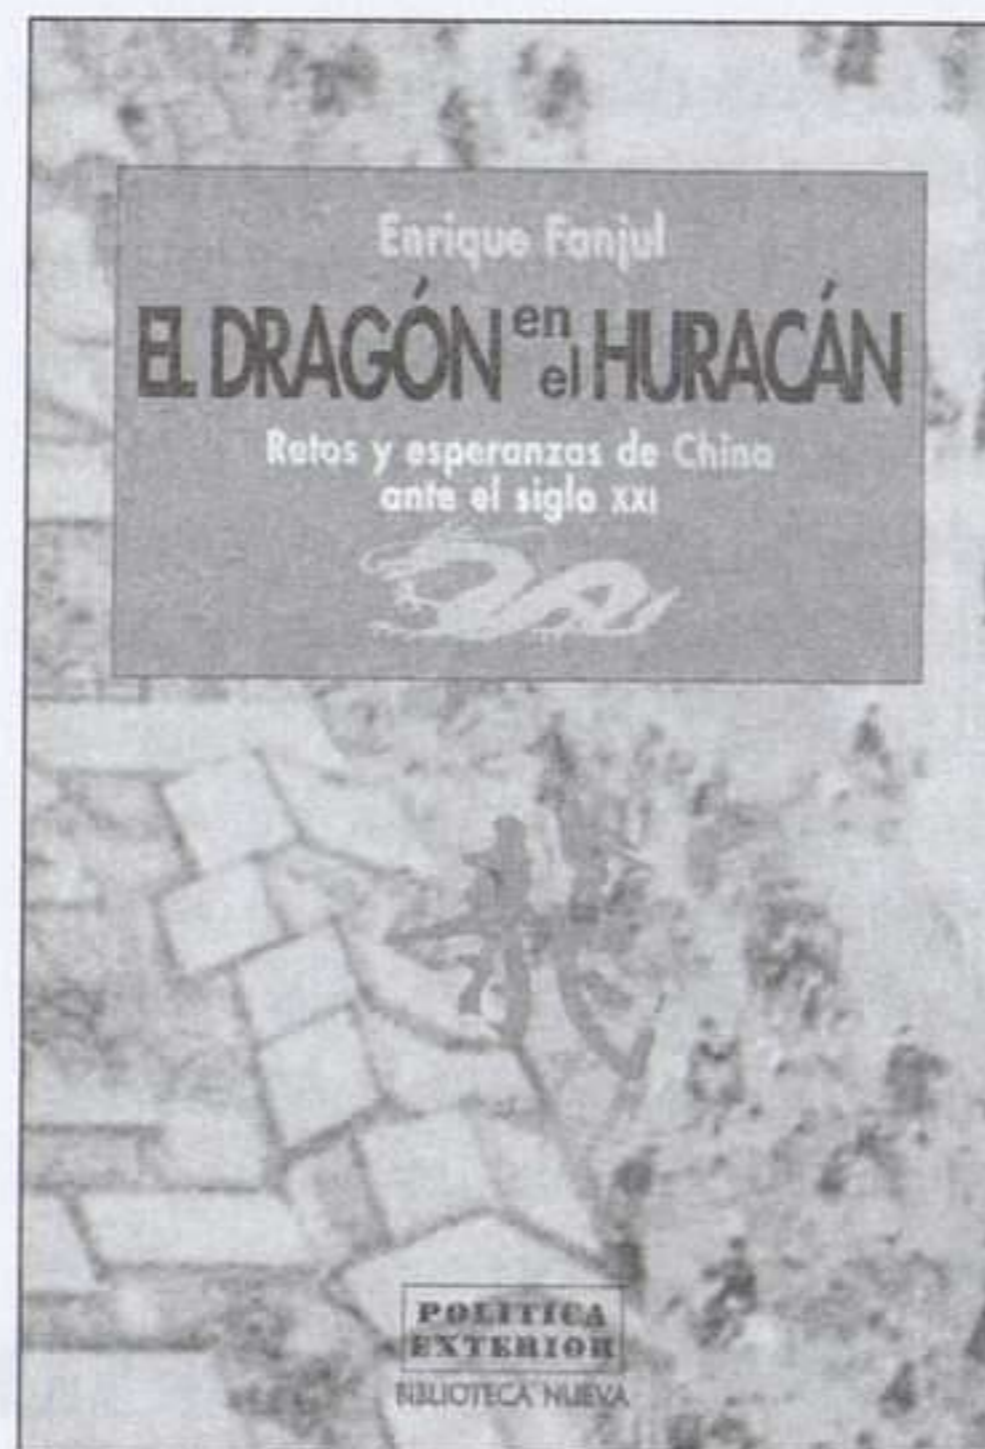 Enrique Fanjul
EL DRAGÓN en el HURACÁN
Retos y esperanzas de China
ante el siglo XXI
POLITICA
EXTERIOR
BIBLIOTECA NUEVA